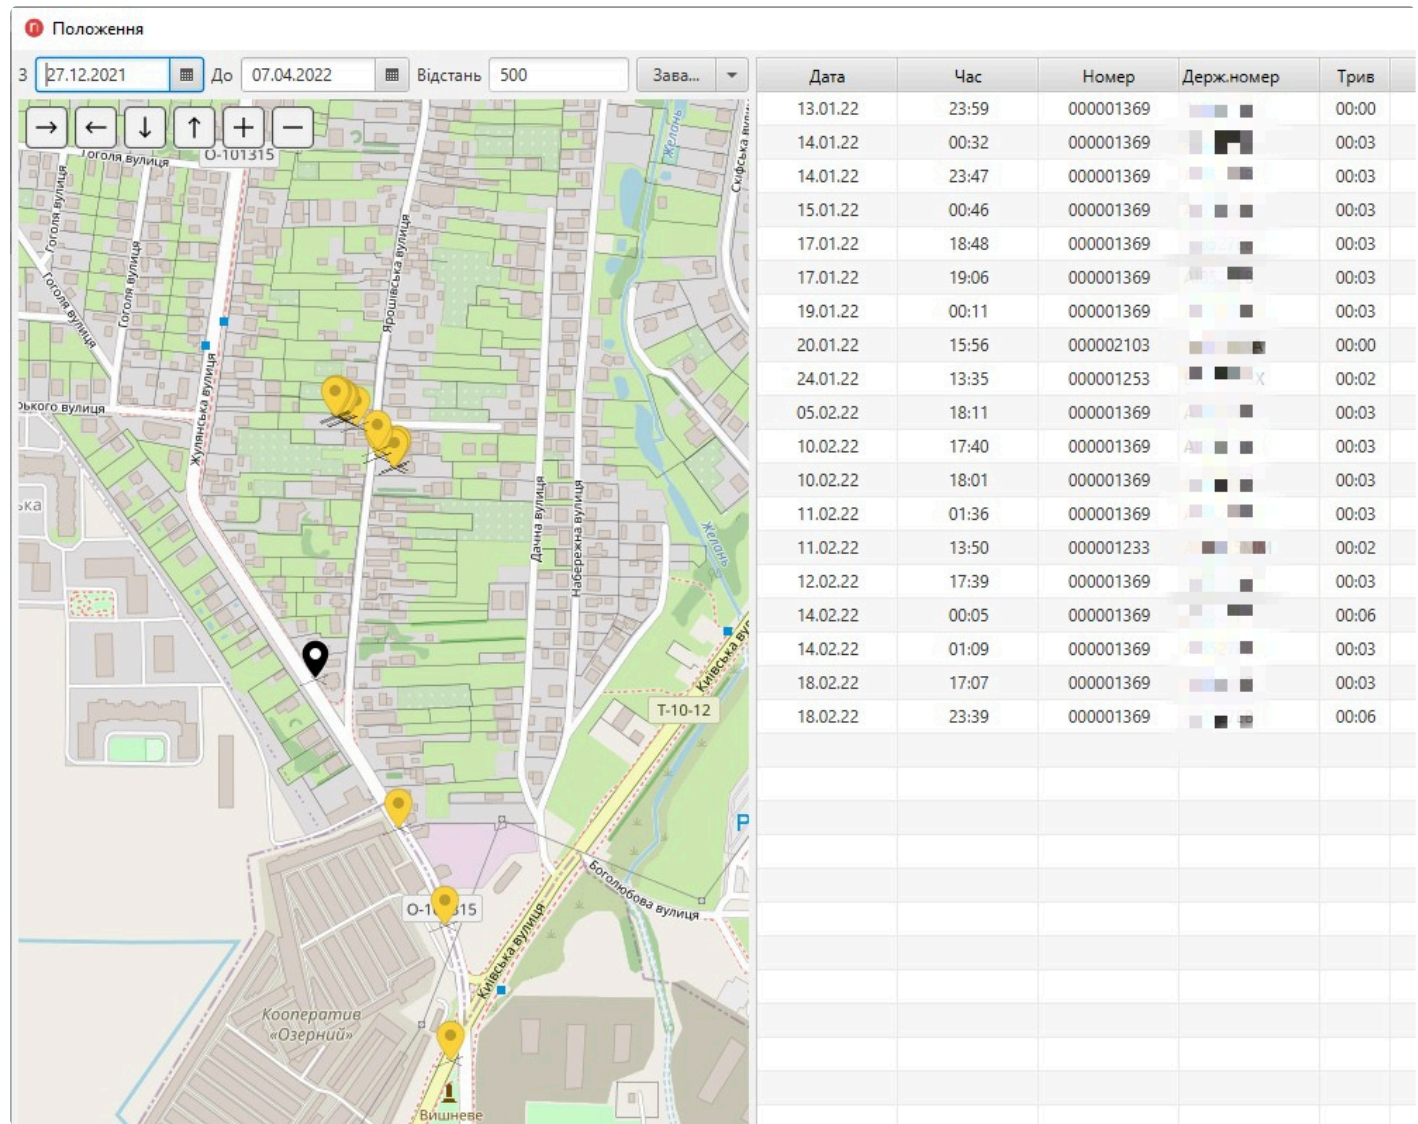 Положення
З 27.12.2021 До 07.04.2022 Відстань 500 Зава...
Дата Час Номер Держ.номер Трив
13.01.22 23:59 000001369 00:00
14.01.22 00:32 000001369 00:03
14.01.22 23:47 000001369 00:03
15.01.22 00:46 000001369 00:03
17.01.22 18:48 000001369 00:03
17.01.22 19:06 000001369 00:03
19.01.22 00:11 000001369 00:03
20.01.22 15:56 000002103 00:00
24.01.22 13:35 000001253 X 00:02
05.02.22 18:11 000001369 00:03
10.02.22 17:40 000001369 00:03
10.02.22 18:01 000001369 00:03
11.02.22 01:36 000001369 00:03
11.02.22 13:50 000001233 00:02
12.02.22 17:39 000001369 00:03
14.02.22 00:05 000001369 00:06
14.02.22 01:09 000001369 00:03
18.02.22 17:07 000001369 00:03
18.02.22 23:39 000001369 00:06
Гоголя вулиця
О-101315
Желань
Скіфська
Гоголя вулиця
Гоголя вулиця
Гоголя вулиця
Ярошівська вулиця
Жулянська вулиця
вулиця
Дачна вулиця
Набережна вулиця
Желань
Київська
Т-10-12
P
Боголюбова вулиця
Київська вулиця
Кооператив
«Озерний»
Вишневе